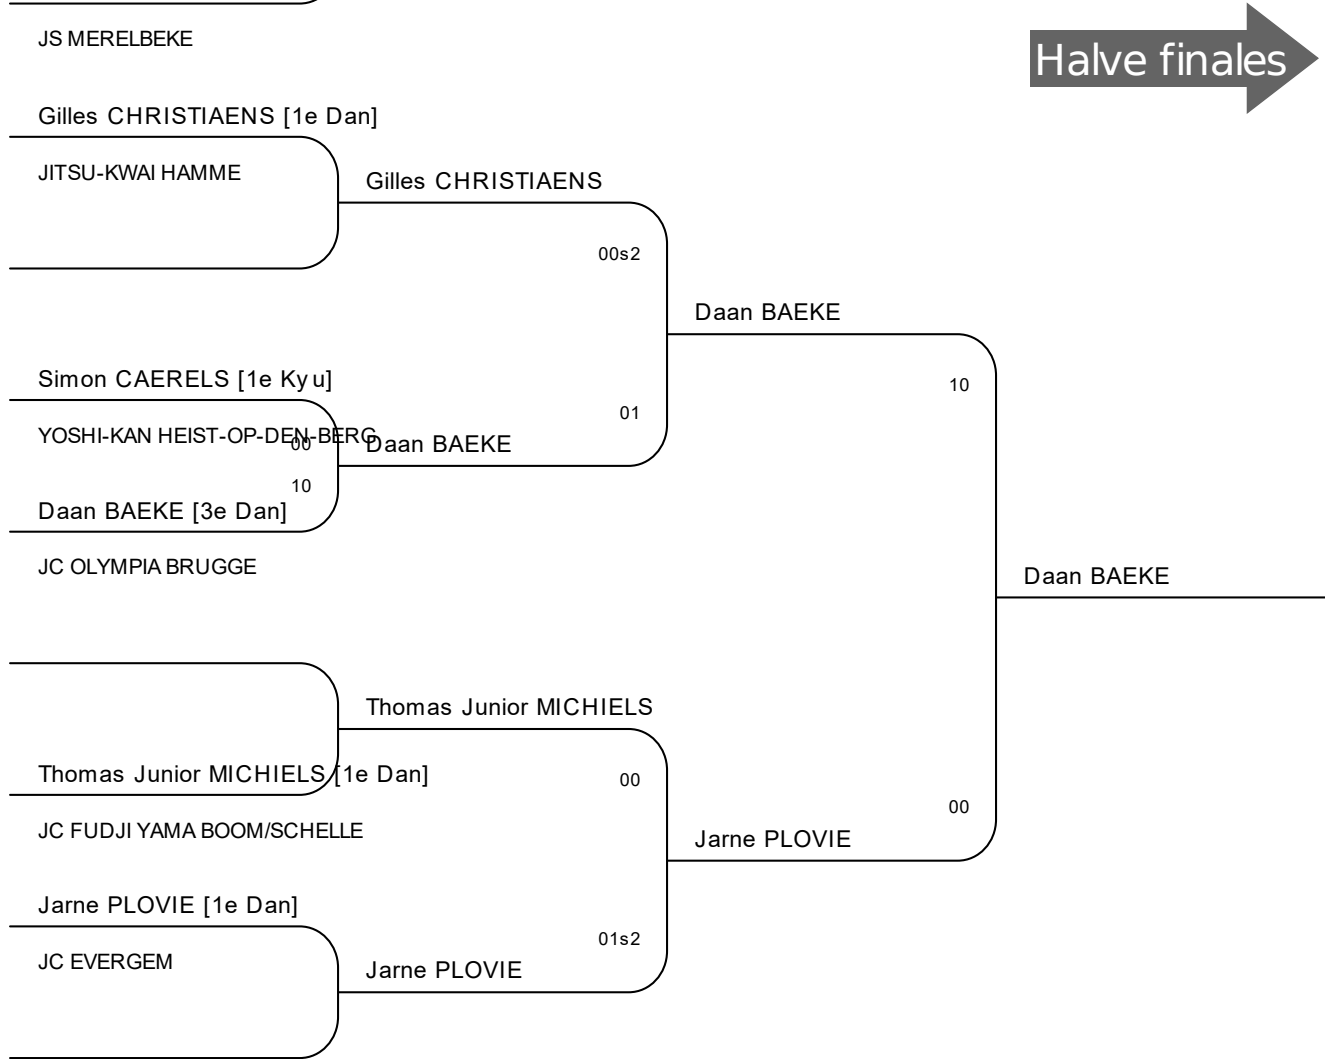 JS MERELBEKE
Halve finales
Gilles CHRISTIAENS [1e Dan]
JITSU-KWAI HAMME
Gilles CHRISTIAENS
00s2
Daan BAEKE
Simon CAERELS [1e Kyu]
10
01
YOSHI-KAN HEIST-OP-DEN-BERG
00
Daan BAEKE
10
Daan BAEKE [3e Dan]
JC OLYMPIA BRUGGE
Daan BAEKE
Thomas Junior MICHIELS
Thomas Junior MICHIELS [1e Dan]
00
00
JC FUDJI YAMA BOOM/SCHELLE
Jarne PLOVIE
Jarne PLOVIE [1e Dan]
01s2
JC EVERGEM
Jarne PLOVIE